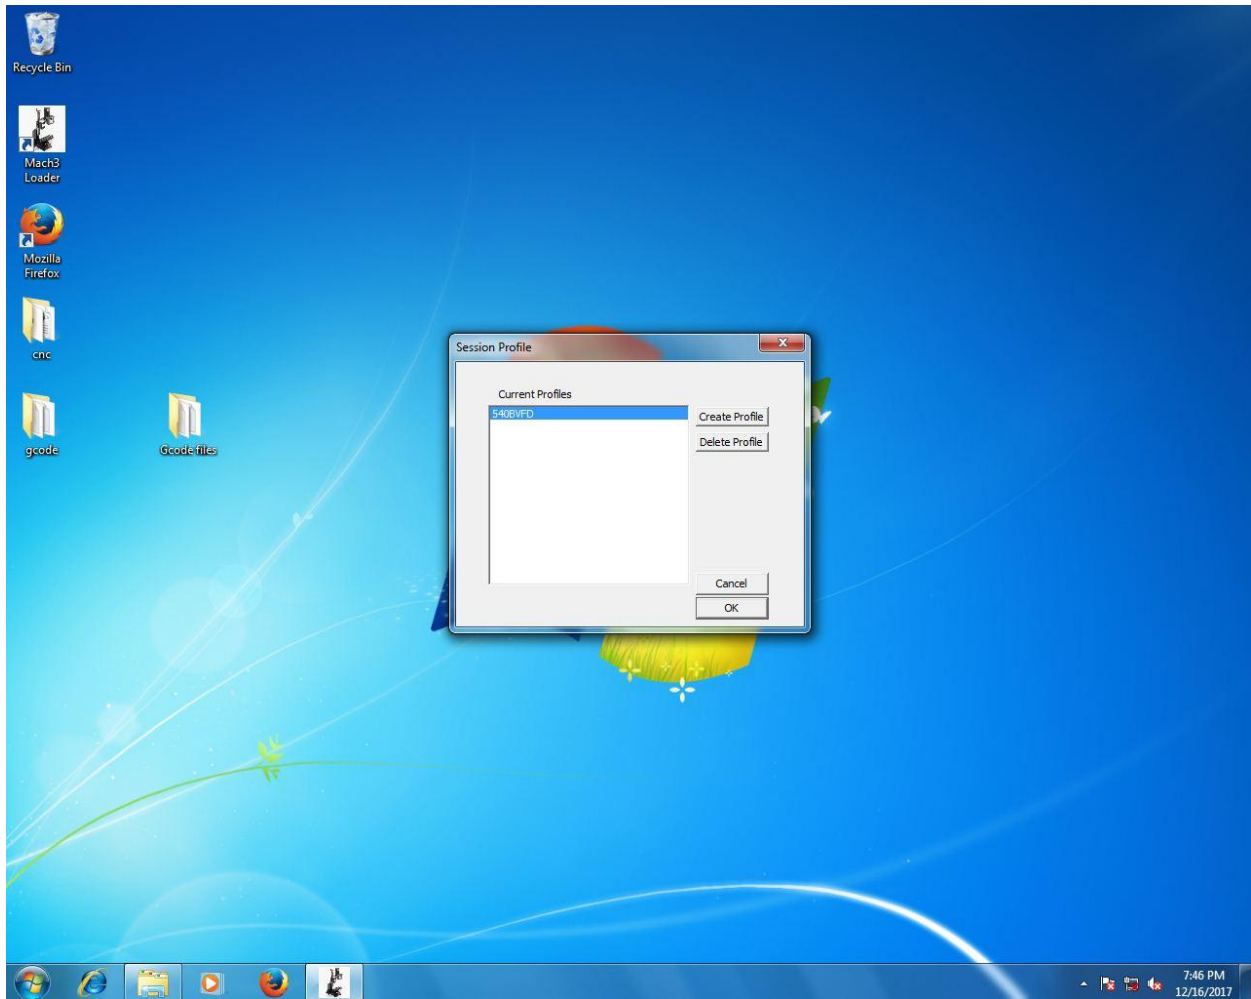 Recycle Bin
Mach3
Loader
Mozilla
Firefox
cnc
gcode
Gcode files
Session Profile
Current Profiles
540BVFD
Create Profile
Delete Profile
Cancel
OK
7:46 PM
12/16/2017